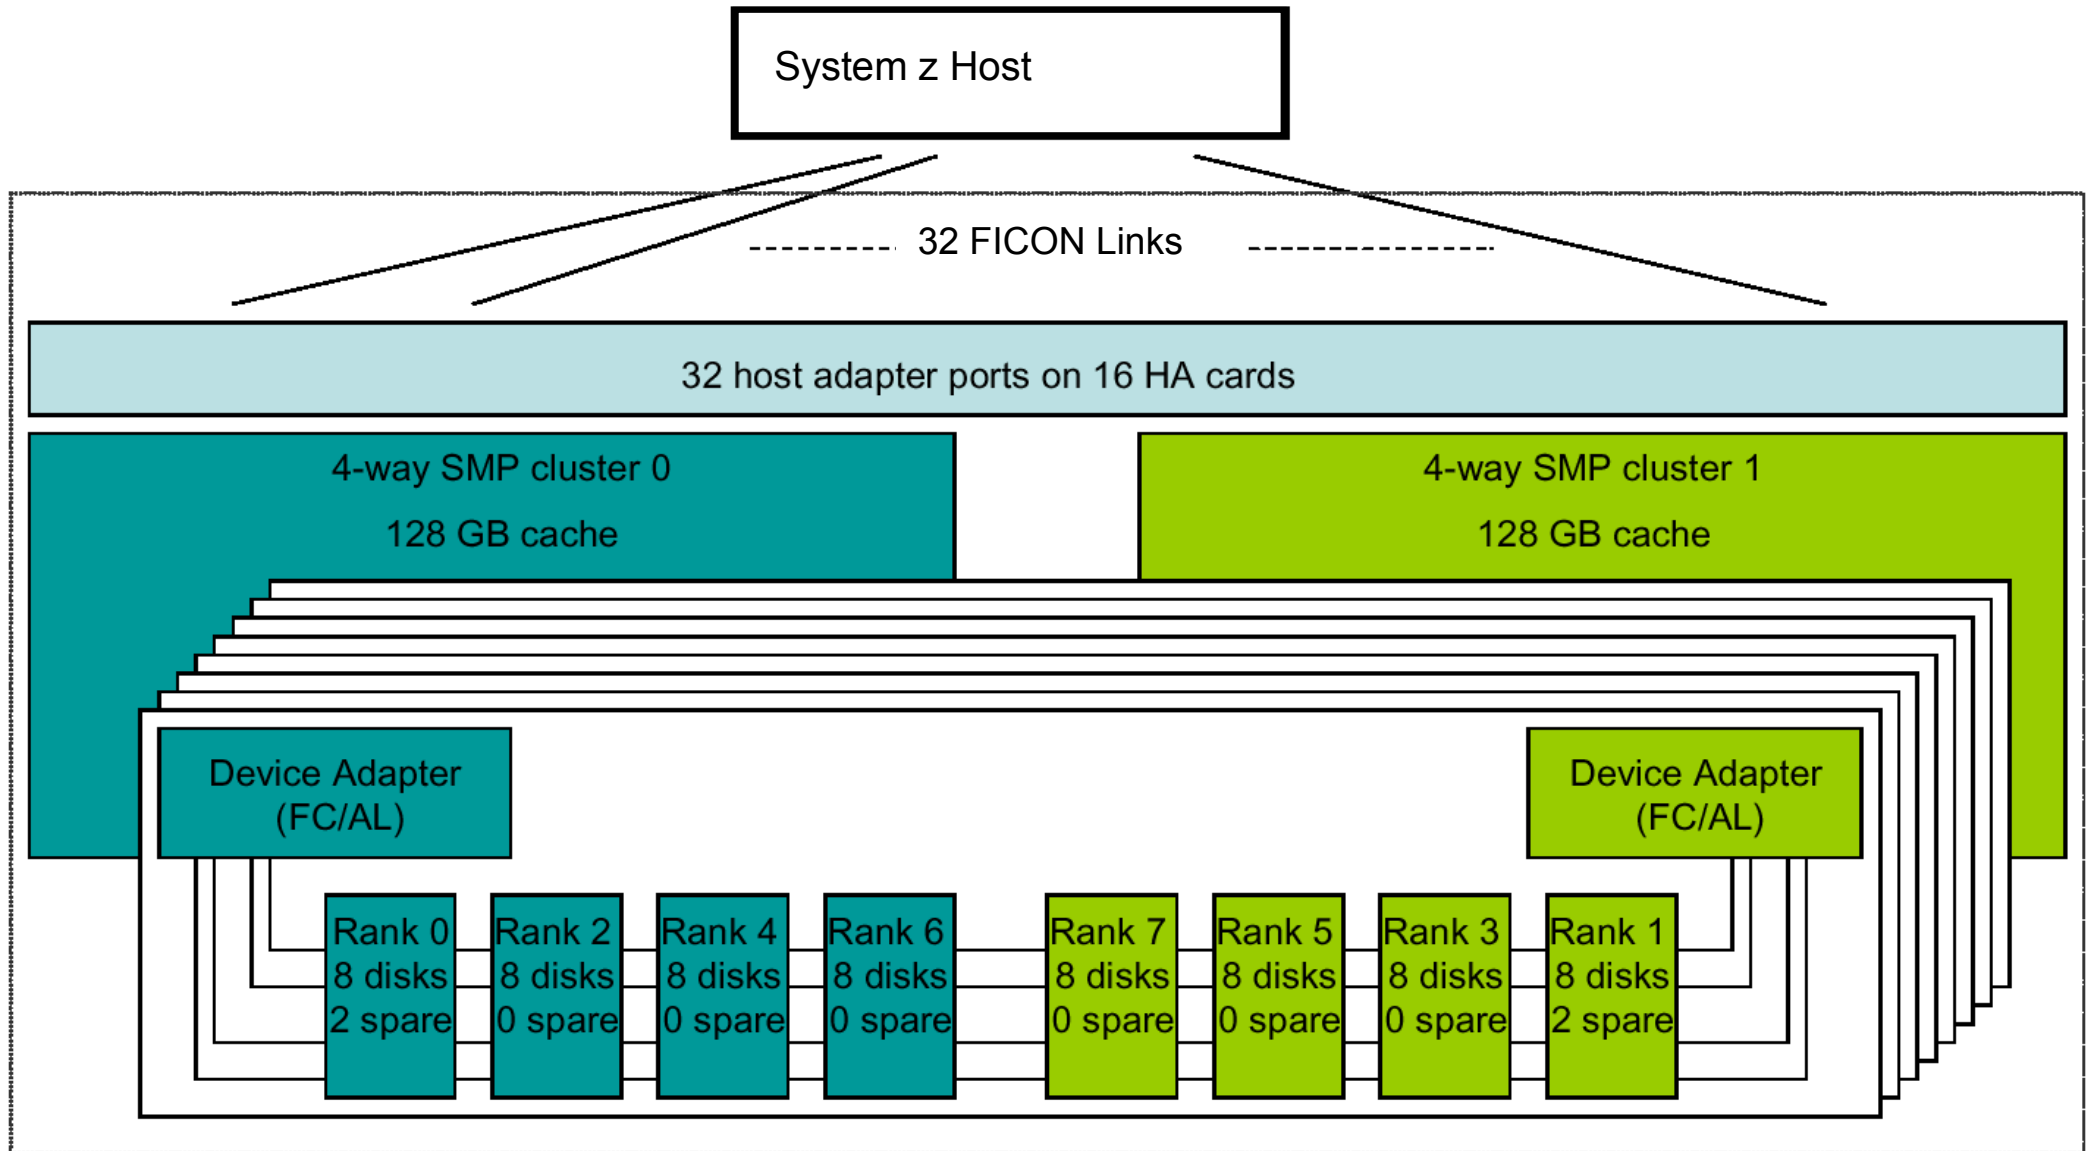 System z Host
32 FICON Links
32 host adapter ports on 16 HA cards
4-way SMP cluster 0
128 GB cache
4-way SMP cluster 1
128 GB cache
Device Adapter
(FC/AL)
Device Adapter
(FC/AL)
Rank 0
8 disks
2 spare
Rank 2
8 disks
0 spare
Rank 4
8 disks
0 spare
Rank 6
8 disks
0 spare
Rank 7
8 disks
0 spare
Rank 5
8 disks
0 spare
Rank 3
8 disks
0 spare
Rank 1
8 disks
2 spare